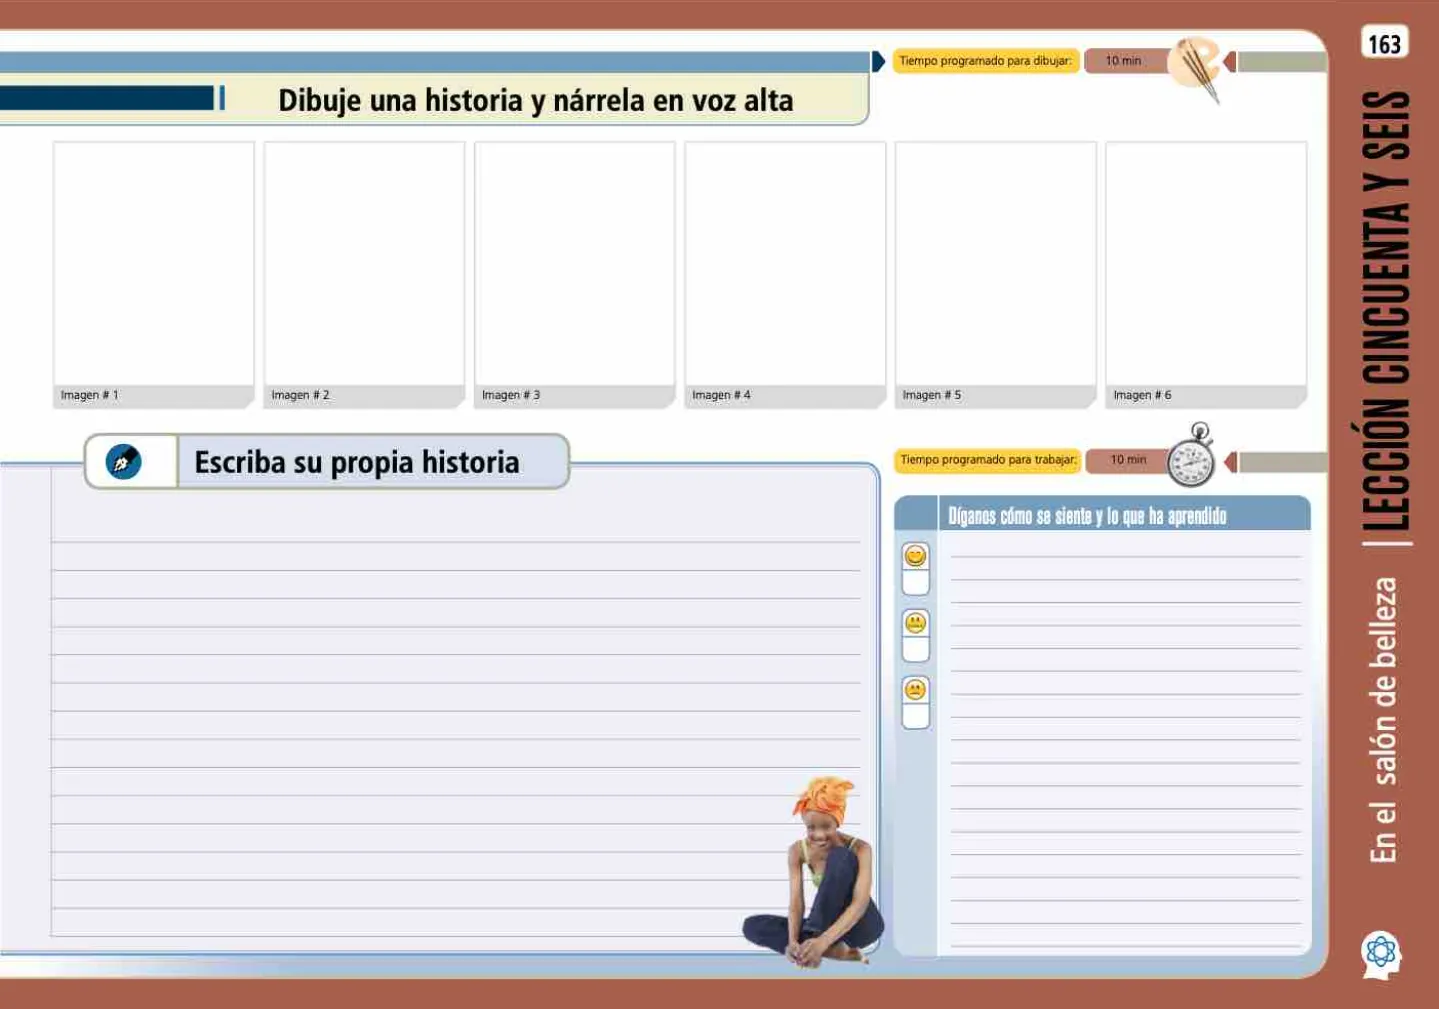 163
Tiempo programado para dibujar:
10 min
Dibuje una historia y nárrela en voz alta
Imagen # 1
Imagen # 2
Imagen # 3
Imagen # 4
Imagen # 5
Imagen # 6
Escriba su propia historia
Tiempo programado para trabajar:
10 min
Díganos cómo se siente y lo que ha aprendido
LECCIÓN CINCUENTA Y SEIS
En el salón de belleza